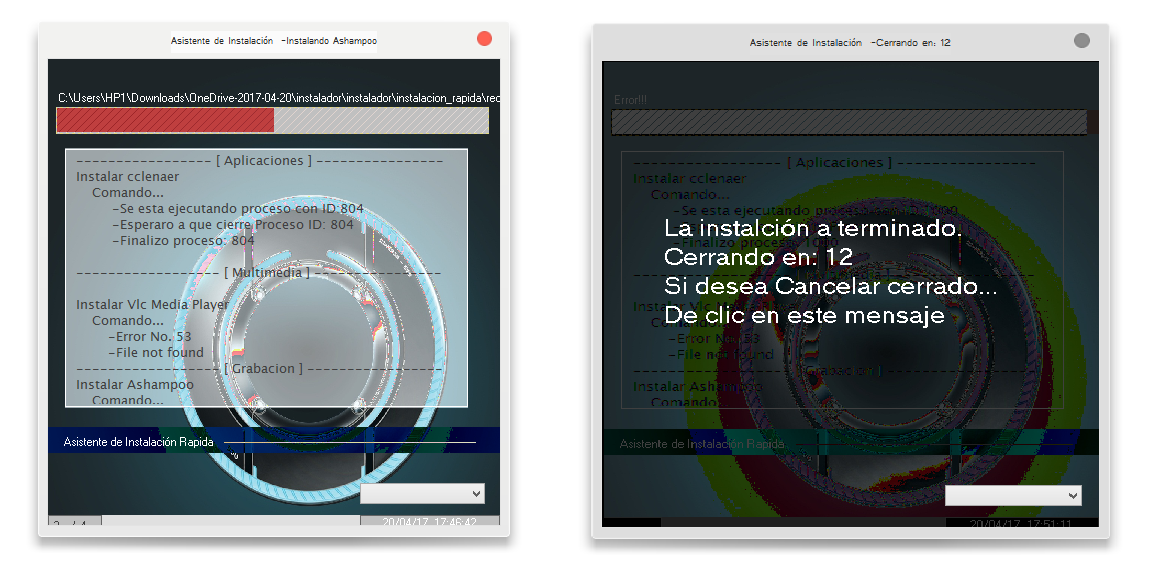 Asistente de Instalación -Instalando Ashampoo
C:\Users\HP1\Downloads\OneDrive-2017-04-20\instalador\instalador\instalacion_rapida\rec
------------------ [ Aplicaciones ] -----------------
Instalar cclenaer
Comando...
-Se esta ejecutando proceso con ID:804
-Esperaro a que cierre Proceso ID: 804
-Finalizo proceso: 804
------------------- [ Multimedia ] -----------------
Instalar Vlc Media Player
Comando...
-Error No. 53
-File not found
------------------- [ Grabacion ] ------------------
Instalar Ashampoo
Comando...
Asistente de Instalación Rapida
20/04/17 17:46:42
Asistente de Instalación -Cerrando en: 12
Error!!!
------------------- [ Aplicaciones ] ------------------
Instalar cclenaer
Comando...
-Se esta ejecutando proceso
La instalción a terminado.
-Finalizo proceso:
Cerrando en: 12
Si desea Cancelar cerrado...
Instalar Vlc Media
De clic en este mensaje
Comando...
-Error No. 53
-File not found
[ Grabacion ]
Instalar Ashampoo
Comando...
Asistente de Instalación Rapida
20/04/17 17:51:11